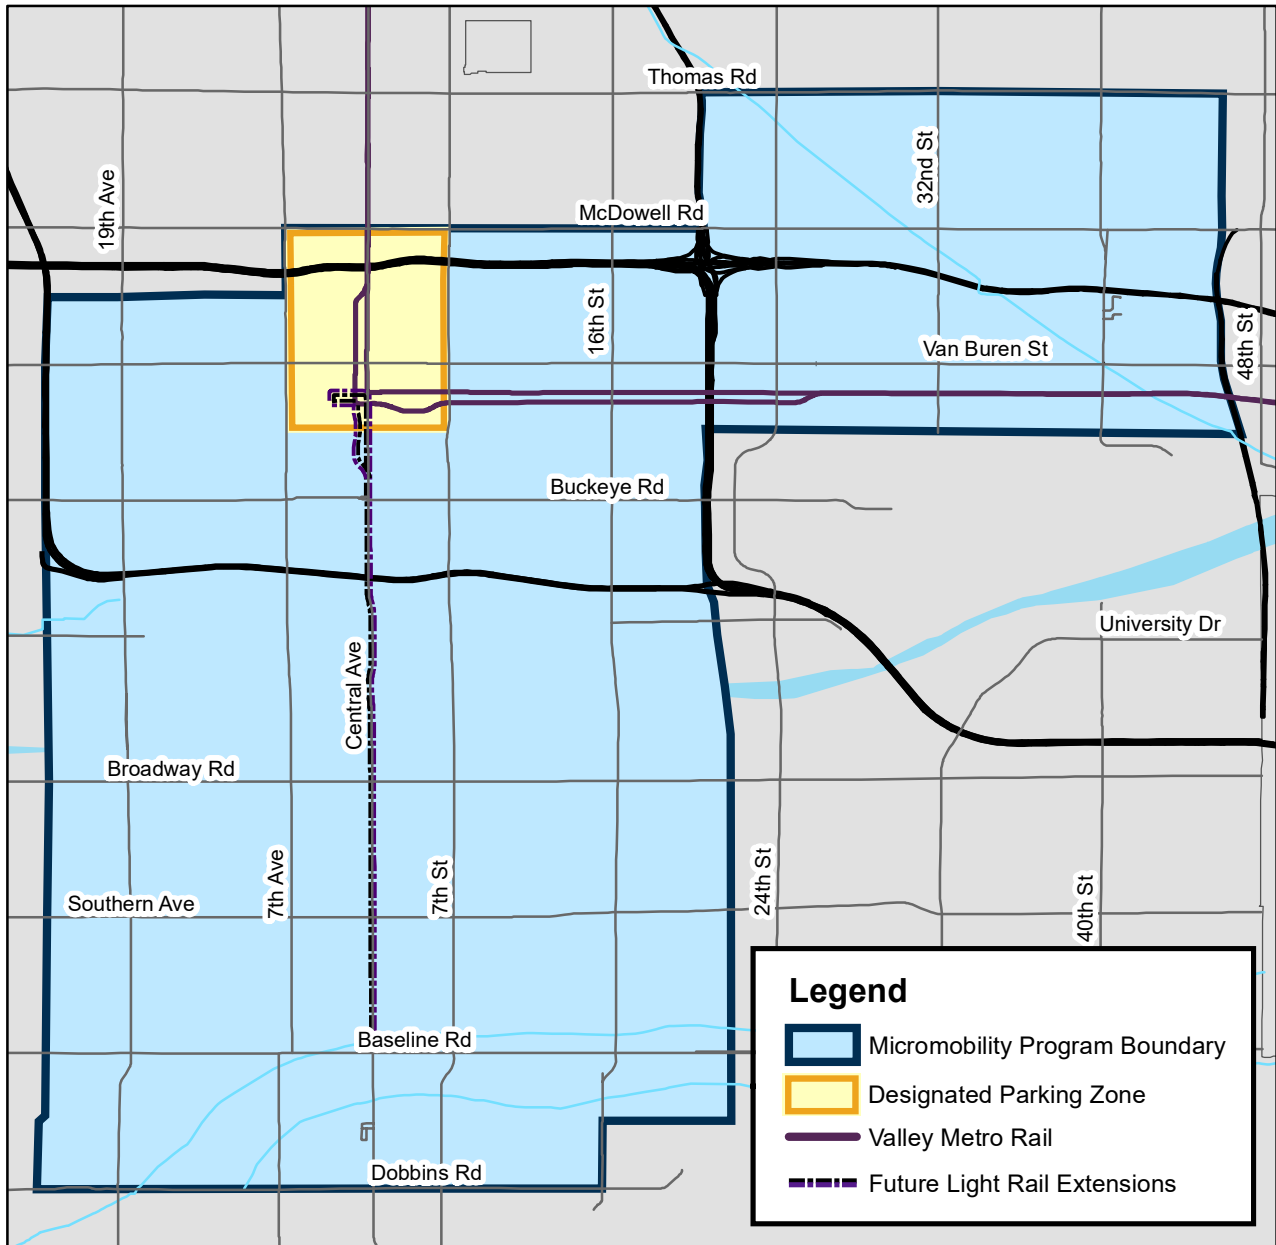 Thomas Rd
32nd St
19th Ave
McDowell Rd
16th St
Van Buren St
48th St
Buckeye Rd
University Dr
Central Ave
Broadway Rd
7th Ave
7th St
24th St
Southern Ave
40th St
Baseline Rd
Dobbins Rd
Legend
Micromobility Program Boundary
Designated Parking Zone
Valley Metro Rail
Future Light Rail Extensions